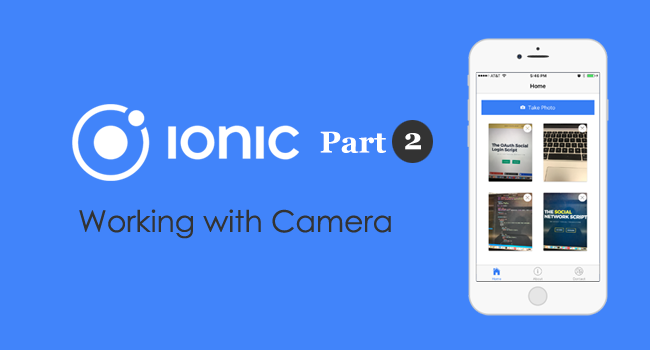 IONIC Part 2
Working with Camera
AT&T 5:46 PM
Home
Take Photo
The OAuth Social
Login Script
THE SOCIAL
NETWORK SCRIPT
Home About Contact